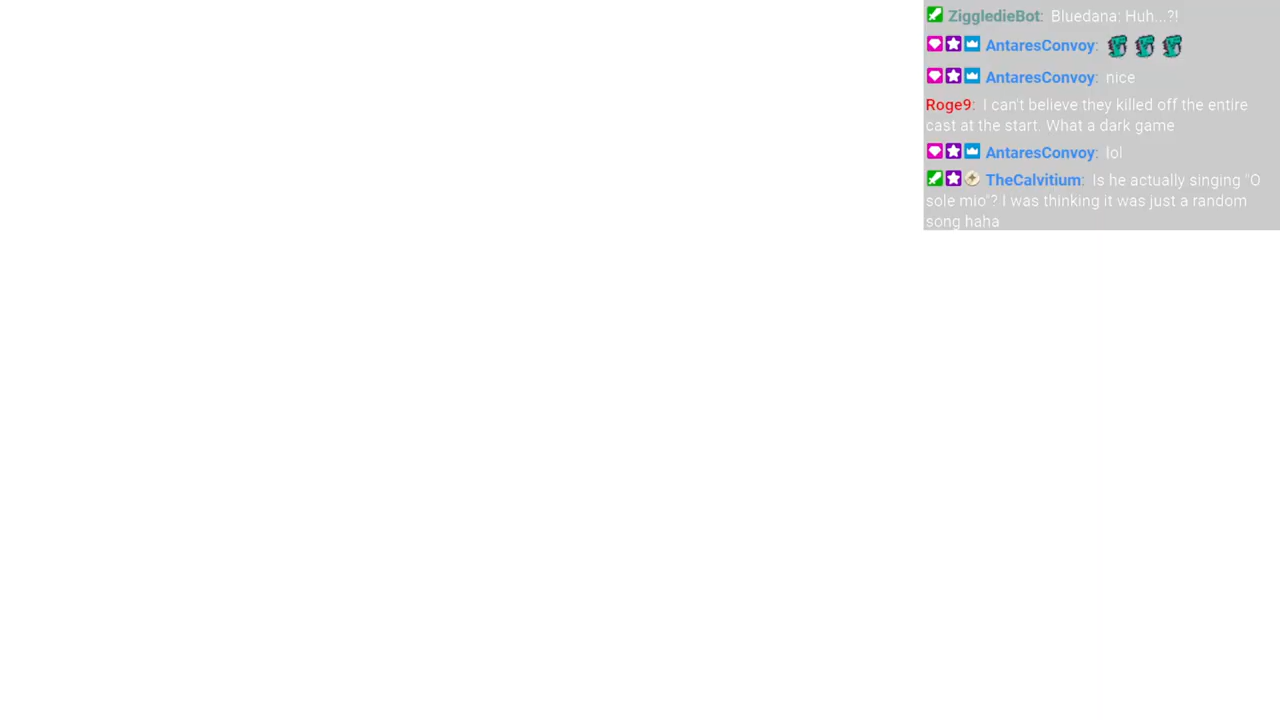 ZiggledieBot: Bluedana: Huh...?!
AntaresConvoy:
AntaresConvoy: nice
Roge9: I can't believe they killed off the entire
cast at the start. What a dark game
AntaresConvoy: lol
TheCalvitium: Is he actually singing "O
sole mio"? I was thinking it was just a random
song haha